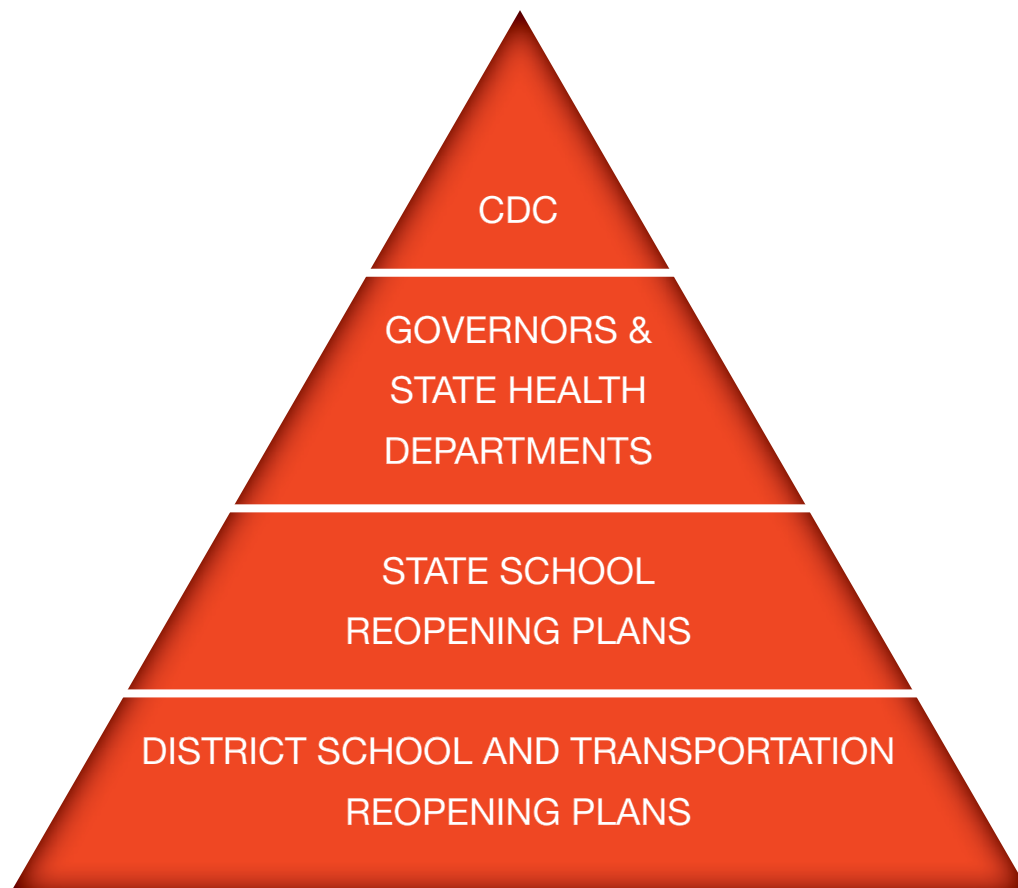 CDC
GOVERNORS &
STATE HEALTH
DEPARTMENTS
STATE SCHOOL
REOPENING PLANS
DISTRICT SCHOOL AND TRANSPORTATION
REOPENING PLANS